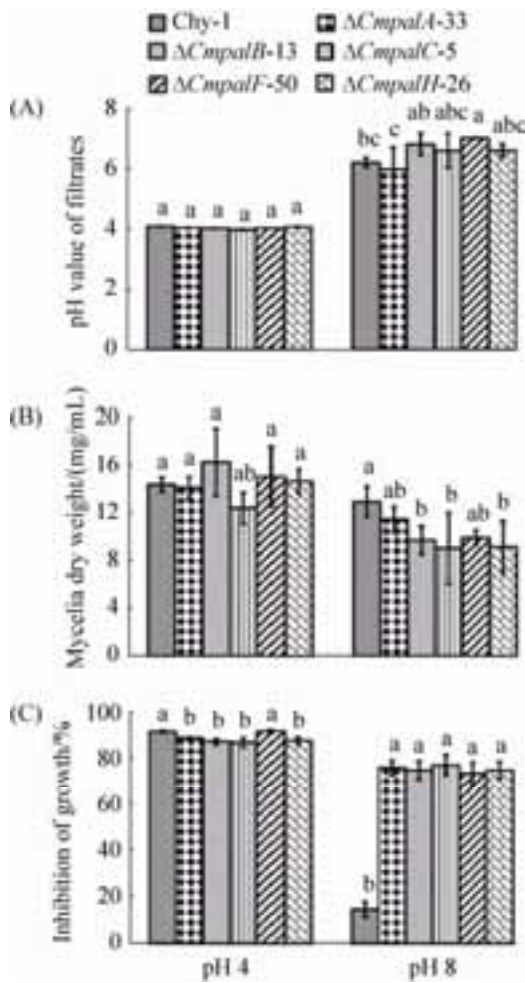 Chy-1 ΔCmpalA-33
ΔCmpalB-13 ΔCmpalC-5
ΔCmpalF-50 ΔCmpalH-26
(A)
pH value of filtrates
8
6
4
2
0
a a a a a a
bc c ab abc a abc
(B)
Mycelia dry weight/(mg/mL)
20
16
12
8
4
0
a a a ab a a
a ab b b ab b
(C)
Inhibition of growth/%
100
80
60
40
20
0
a b b b a b
b a a a a a
pH 4 pH 8